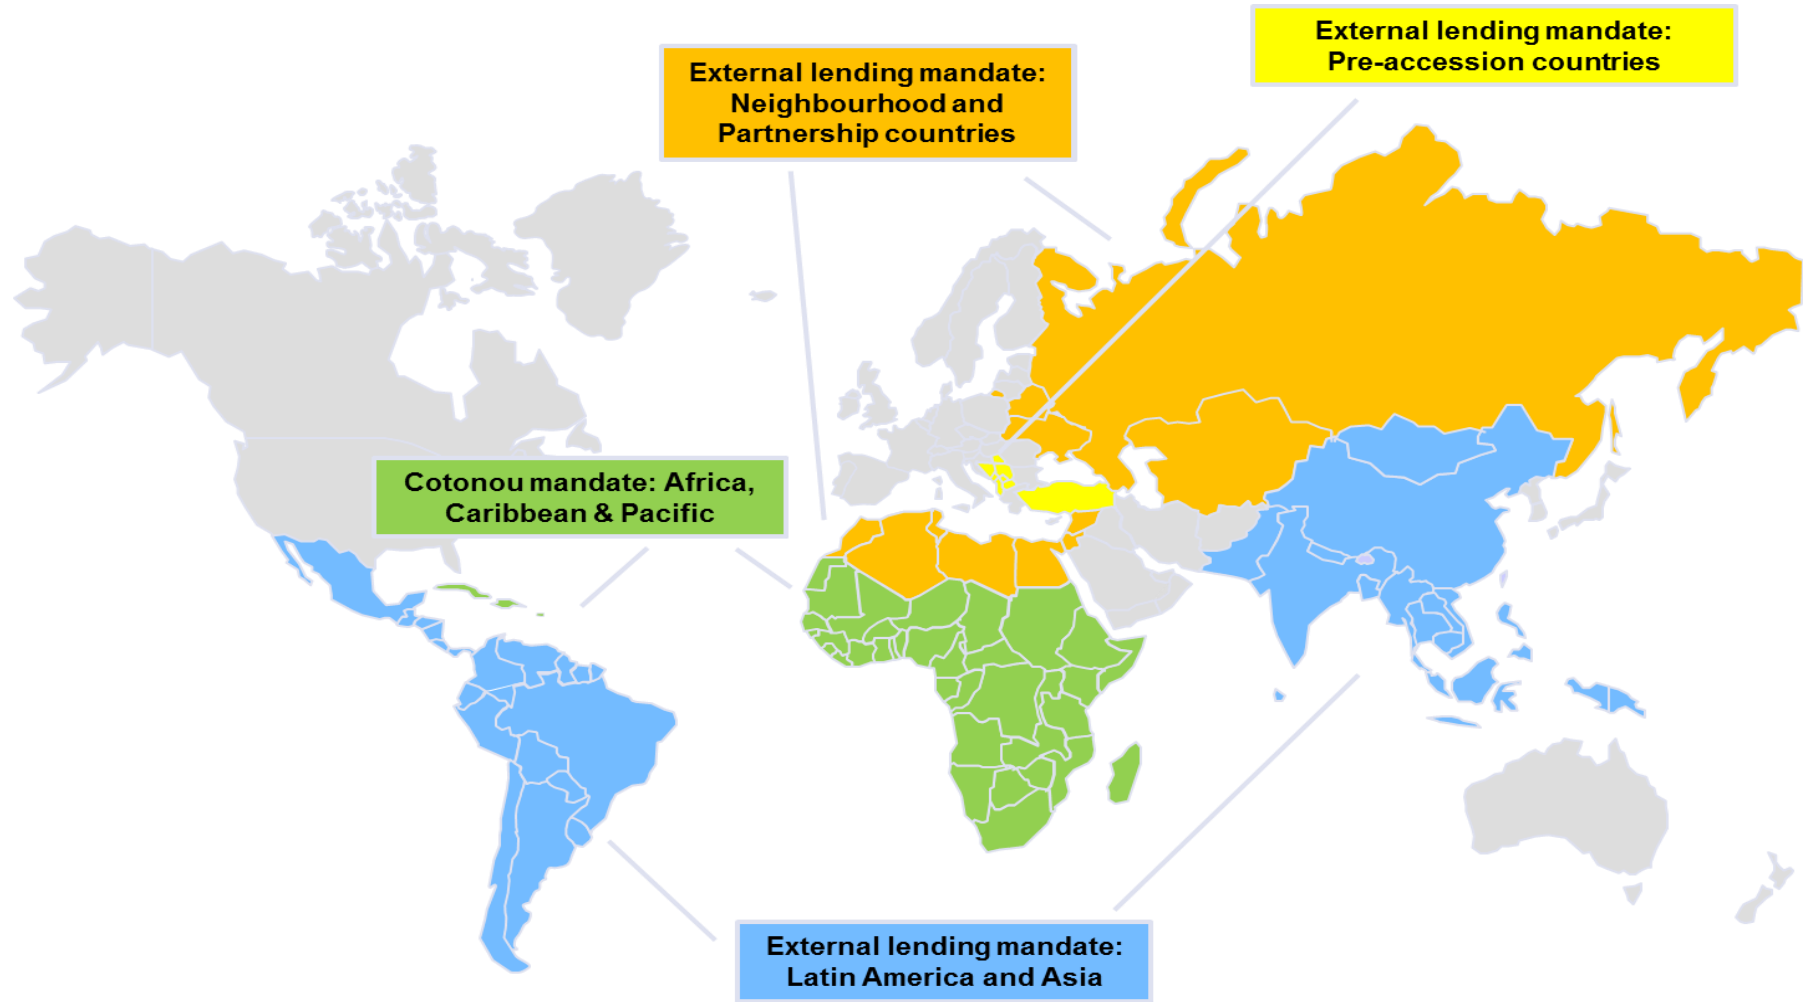 External lending mandate:
Pre-accession countries
External lending mandate:
Neighbourhood and
Partnership countries
Cotonou mandate: Africa,
Caribbean & Pacific
External lending mandate:
Latin America and Asia